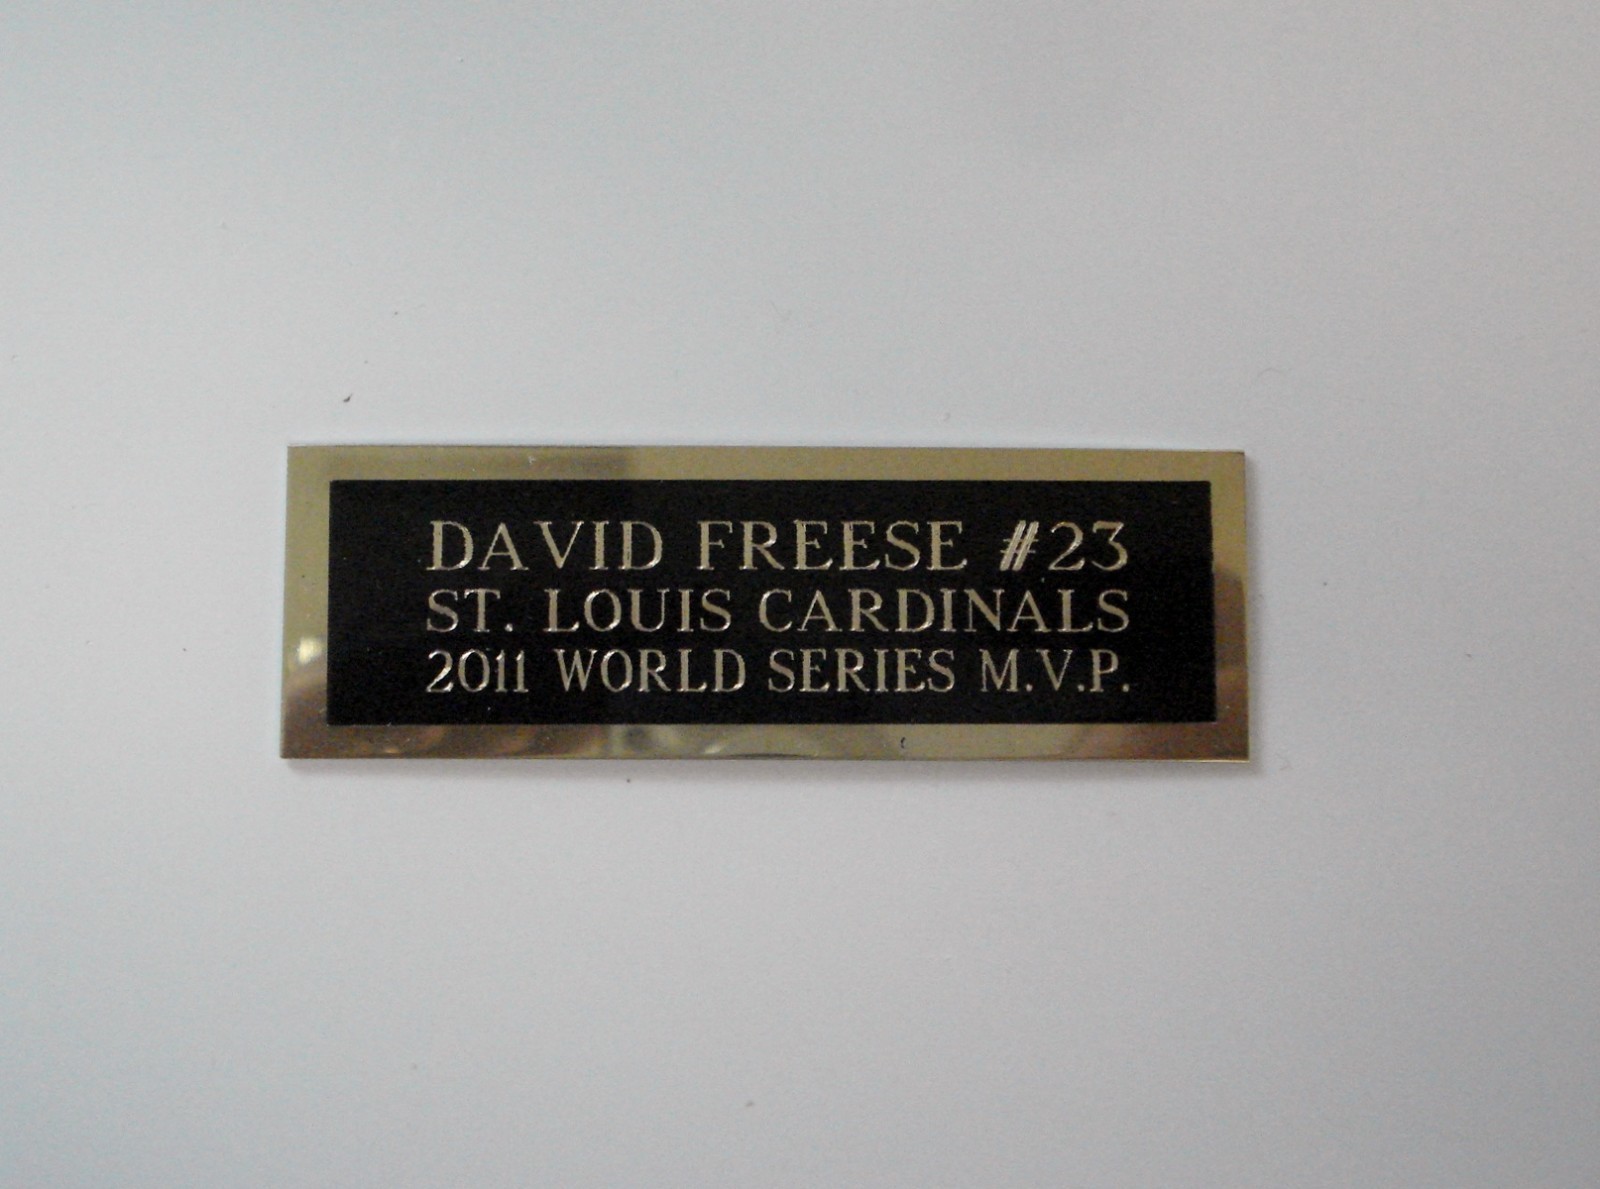 DAVID FREESE #23
ST. LOUIS CARDINALS
2011 WORLD SERIES M.V.P.